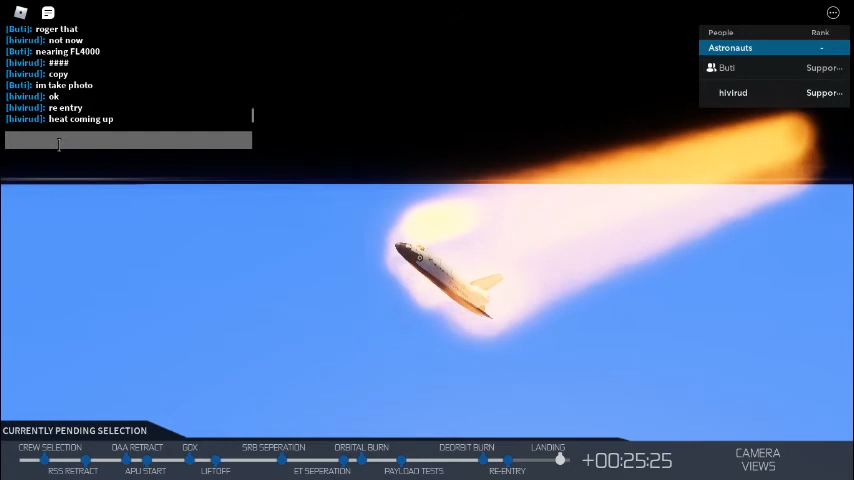 [Buti]: roger that
[hivirud]: not now
[Buti]: nearing FL4000
[hivirud]: ####
[hivirud]: copy
[Buti]: im take photo
[hivirud]: ok
[hivirud]: re entry
[hivirud]: heat coming up
People Rank
Astronauts -
Buti Suppor···
hivirud Suppor···
CURRENTLY PENDING SELECTION
CREW SELECTION OAA RETRACT GOX SRB SEPERATION ORBITAL BURN DEORBIT BURN LANDING
RSS RETRACT APU START LIFTOFF ET SEPERATION PAYLOAD TESTS RE-ENTRY
+00:25:25
CAMERA
VIEWS